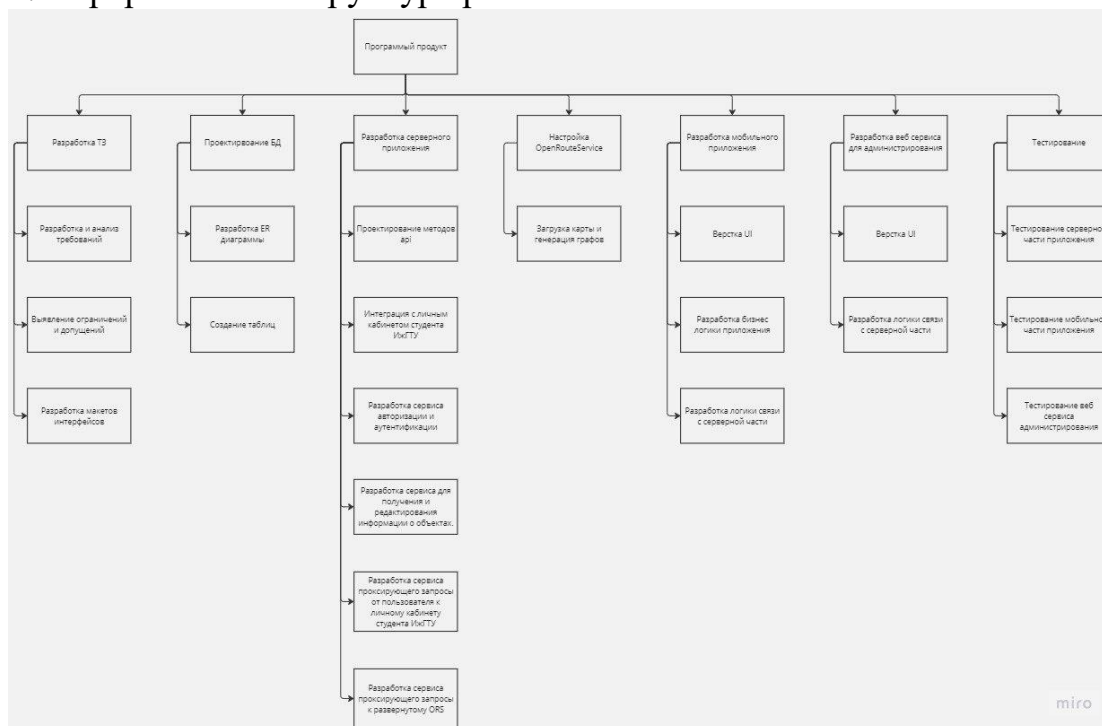 Программый продукт
Разработка ТЗ
Разработка и анализ
требований
Выявление ограничений
и допущений
Разработка макетов
интерфейсов
Проектирвоание БД
Разработка ER
диаграммы
Создание таблиц
Разработка серверного
приложения
Проектирование методов
api
Интеграция с личным
кабинетом студента
ИжГТУ
Разработка сервиса
авторизации и
аутентификации
Разработка сервиса для
получения и
редактирования
информации о объектах.
Разработка сервиса
проксирующего запросы
от пользователя к
личному кабинету
студента ИжГТУ
Разработка сервиса
проксирующего запросы
к развернутому ORS
Настройка
OpenRouteService
Загрузка карты и
генерация графов
Разработка мобильного
приложения
Верстка UI
Разработка бизнес
логики приложения
Разработка логики связи
с серверной части
Разработка веб сервиса
для администрирования
Верстка UI
Разработка логики связи
с серверной части
Тестирование
Тестирование серверно
части приложения
Тестирование мобильно
части приложения
Тестирование веб
сервиса
администрирования
miro